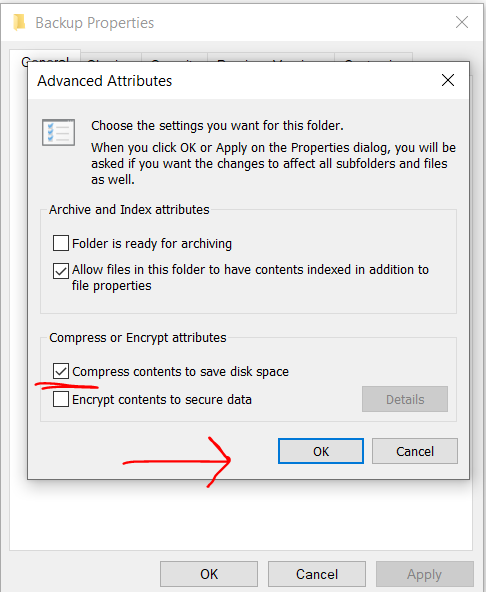 Backup Properties
General
Advanced Attributes
Choose the settings you want for this folder.
When you click OK or Apply on the Properties dialog, you will be
asked if you want the changes to affect all subfolders and files
as well.
Archive and Index attributes
Folder is ready for archiving
Allow files in this folder to have contents indexed in addition to
file properties
Compress or Encrypt attributes
Compress contents to save disk space
Encrypt contents to secure data
Details
OK
Cancel
OK
Cancel
Apply